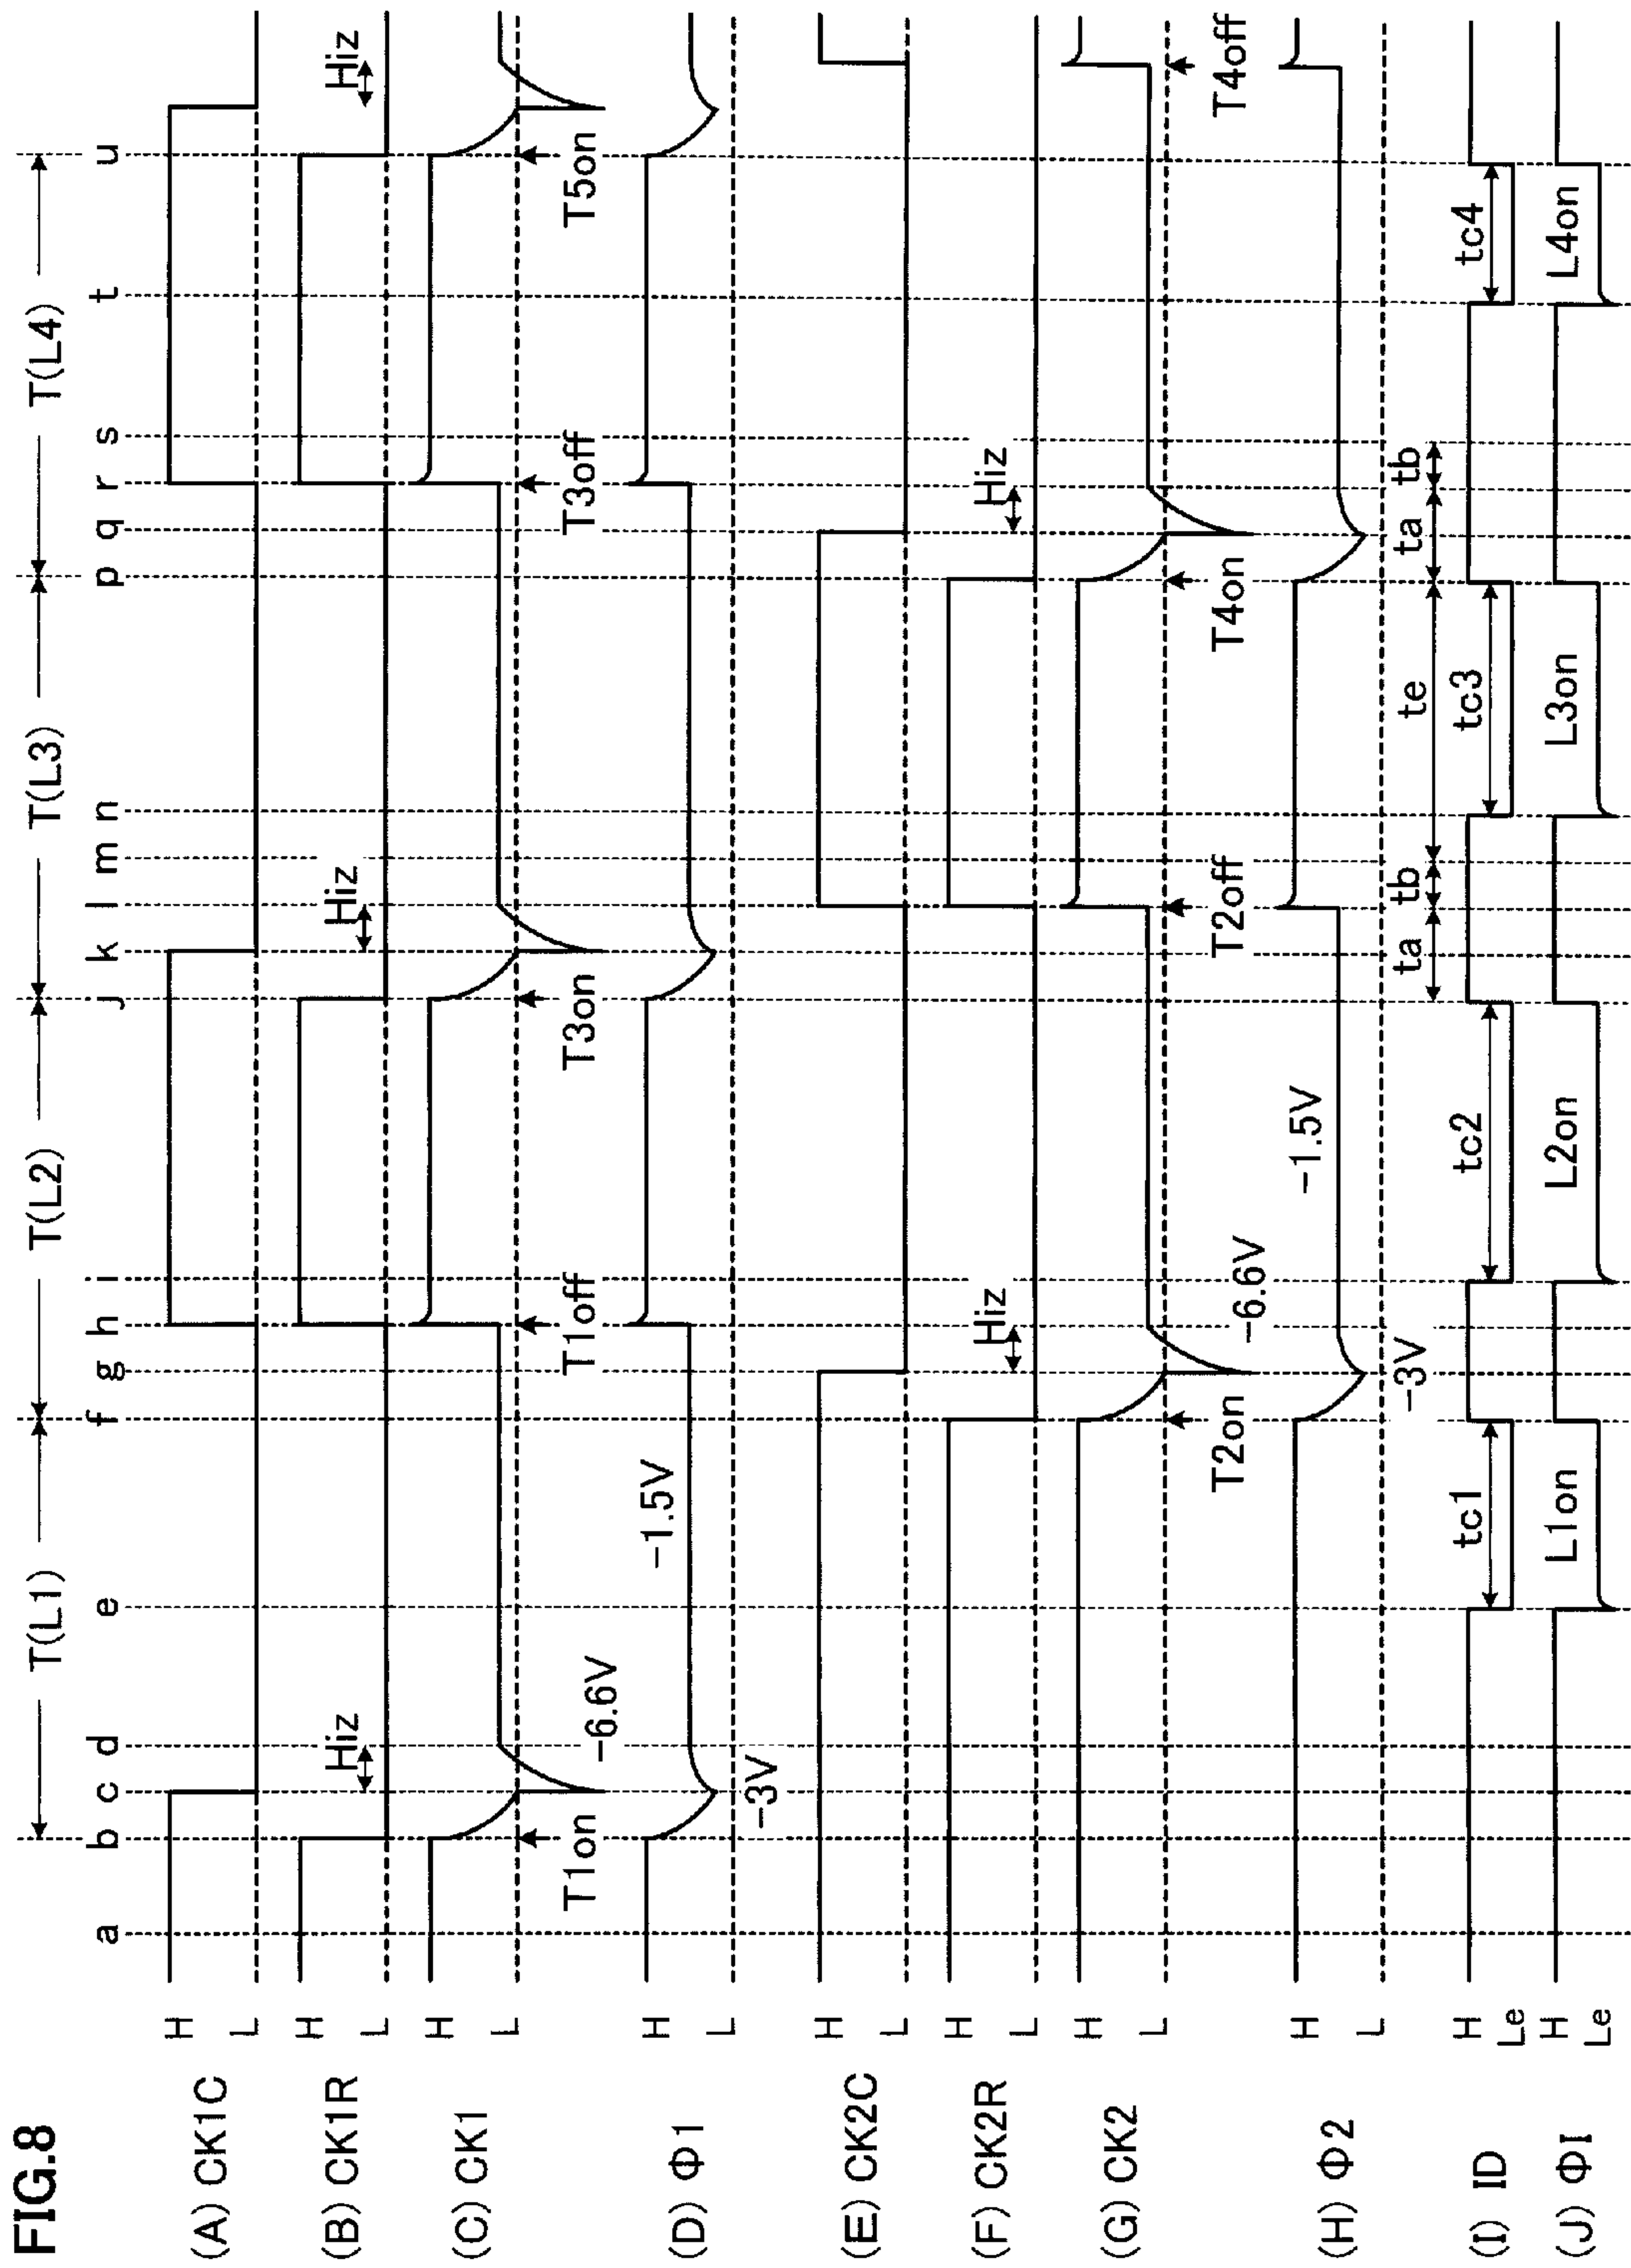 FIG.8
T(L1) T(L2) T(L3) T(L4)
a b c d e f g h i j k l m n p q r s t u
(A) CK1C H L
(B) CK1R H L
Hiz Hiz Hiz
(C) CK1 H L
T1on T1off T3on T3off T5on
-6.6V
(D) Φ1 H L
-3V -1.5V
(E) CK2C H L
(F) CK2R H L
Hiz Hiz
(G) CK2 H L
T2on T2off T4on T4off
-6.6V
(H) Φ2 H L
-3V -1.5V
ta tb te ta tb
(I) ID H Le
tc1 tc2 tc3 tc4
(J) ΦI H Le
L1on L2on L3on L4on